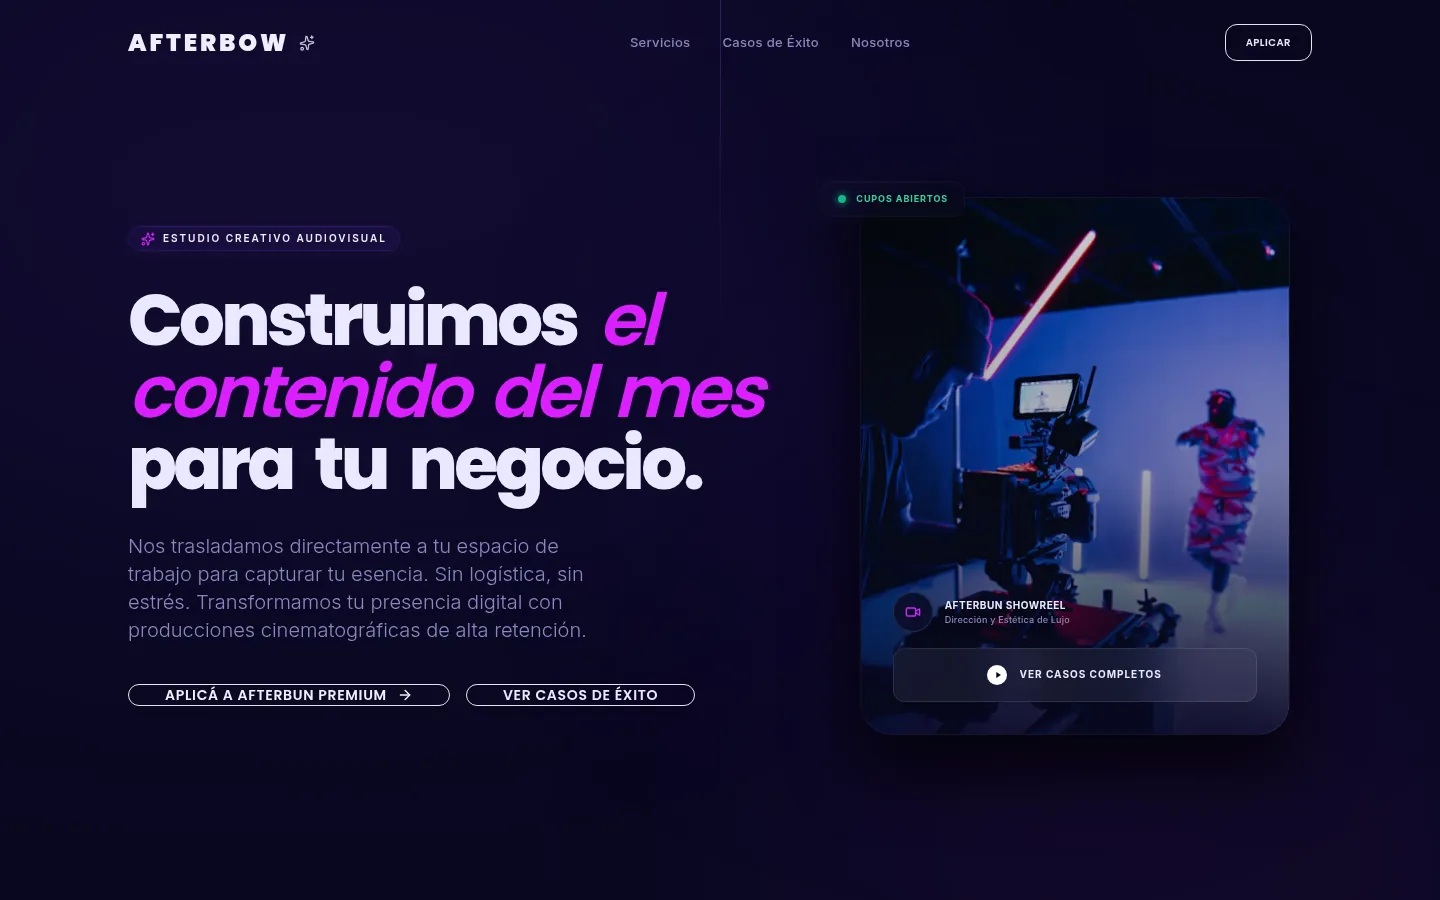 AFTERBOW
Servicios
Casos de Éxito
Nosotros
APLICAR
ESTUDIO CREATIVO AUDIOVISUAL
Construimos el
contenido del mes
para tu negocio.
Nos trasladamos directamente a tu espacio de
trabajo para capturar tu esencia. Sin logística, sin
estrés. Transformamos tu presencia digital con
producciones cinematográficas de alta retención.
APLICÁ A AFTERBUN PREMIUM
VER CASOS DE ÉXITO
CUPOS ABIERTOS
AFTERBUN SHOWREEL
Dirección y Estética de Lujo
VER CASOS COMPLETOS